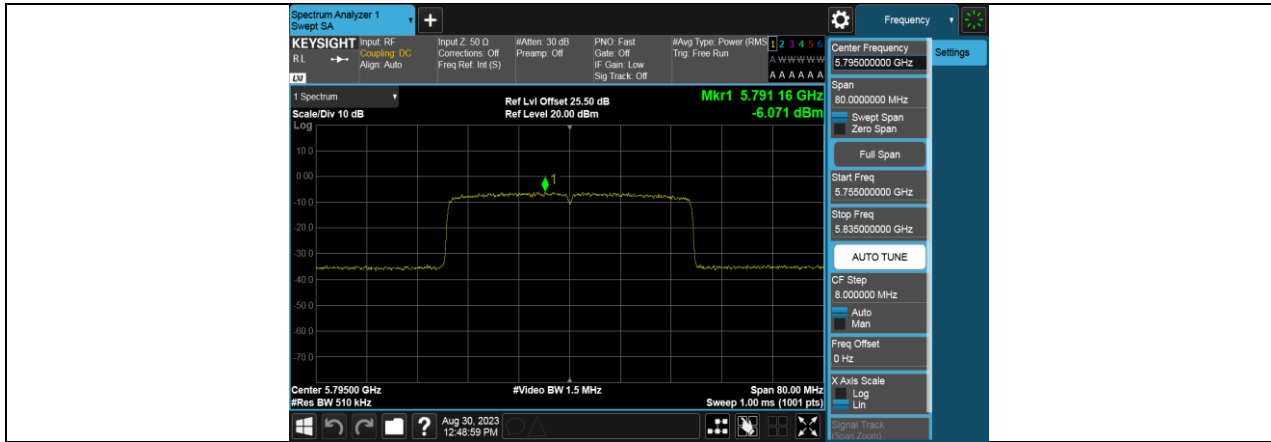 Spectrum Analyzer 1
Swept SA
+
Frequency
KEYSIGHT
Input: RF
Coupling: DC
Align: Auto
Input Z: 50 Ω
Corrections: Off
Freq Ref: Int (S)
#Atten: 30 dB
Preamp: Off
PNO: Fast
Gate: Off
IF Gain: Low
Sig Track: Off
#Avg Type: Power (RMS
Trig: Free Run
1 2 3 4 5 6
A W W W W W
A A A A A A
R L
LXI
1 Spectrum
Scale/Div 10 dB
Ref Lvl Offset 25.50 dB
Ref Level 20.00 dBm
Mkr1 5.791 16 GHz
-6.071 dBm
Log
10.0
0.00
-10.0
-20.0
-30.0
-40.0
-50.0
-60.0
-70.0
1
Center 5.79500 GHz
#Res BW 510 kHz
#Video BW 1.5 MHz
Span 80.00 MHz
Sweep 1.00 ms (1001 pts)
?
Aug 30, 2023
12:48:59 PM
Center Frequency
5.795000000 GHz
Settings
Span
80.0000000 MHz
Swept Span
Zero Span
Full Span
Start Freq
5.755000000 GHz
Stop Freq
5.835000000 GHz
AUTO TUNE
CF Step
8.000000 MHz
Auto
Man
Freq Offset
0 Hz
X Axis Scale
Log
Lin
Signal Track
(Span Zoom)